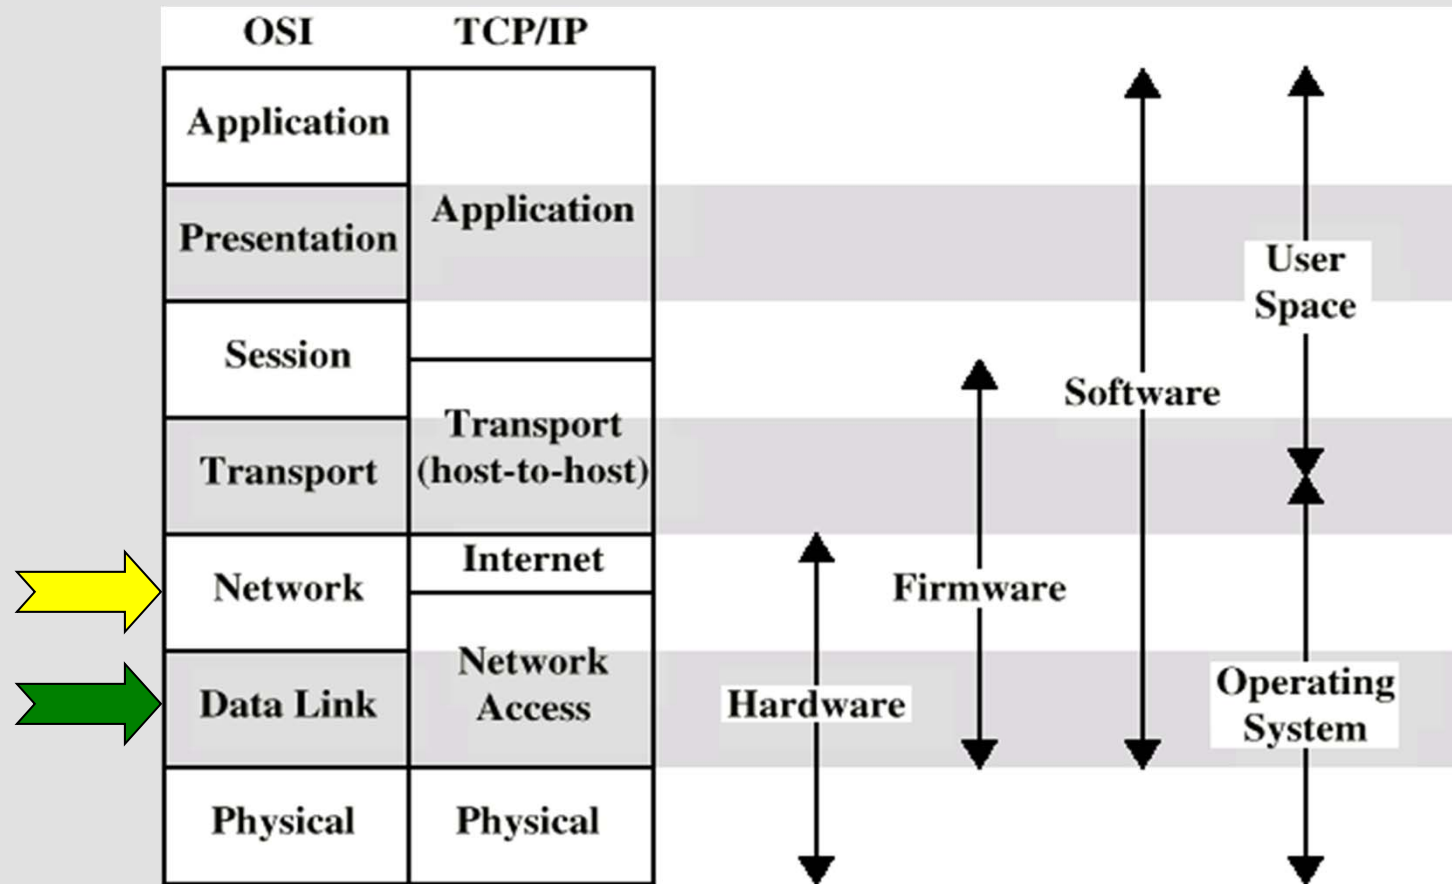 OSI
TCP/IP
Application
Presentation
Session
Transport
Network
Data Link
Physical
Application
Transport
(host-to-host)
Internet
Network
Access
Physical
Hardware
Firmware
Software
User
Space
Operating
System